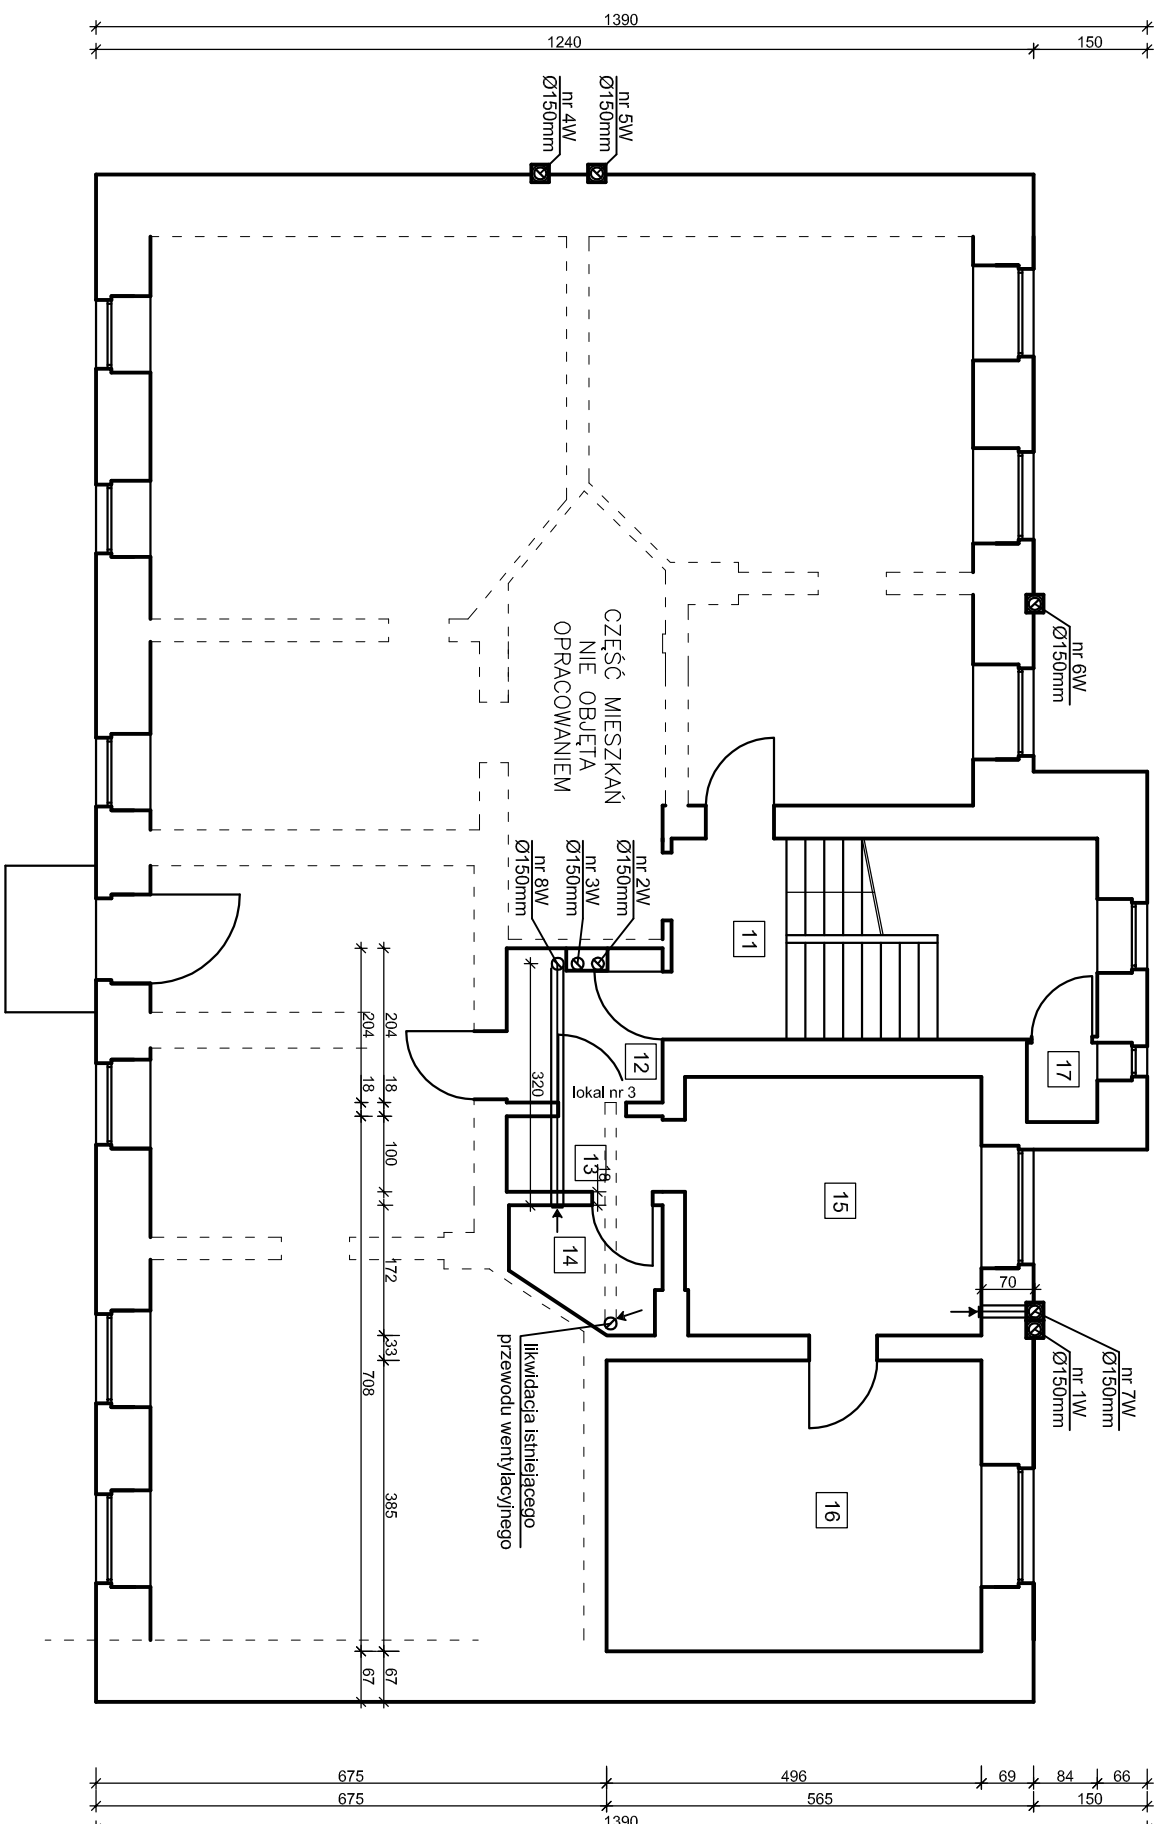 1390
1240
150
nr 4W
Ø150mm
nr 5W
Ø150mm
nr 6W
Ø150mm
CZĘŚĆ MIESZKAŃ
NIE OBJĘTA
OPRACOWANIEM
nr 8W
Ø150mm
nr 3W
Ø150mm
nr 2W
Ø150mm
11
12
17
lokal nr 3
320
204
204
18
18
100
13
18
15
14
172
33
70
nr 7W
Ø150mm
nr 1W
Ø150mm
likwidacja istniejącego
przewodu wentylacyjnego
708
385
16
67
67
675
496
69
84
66
675
565
150
1390